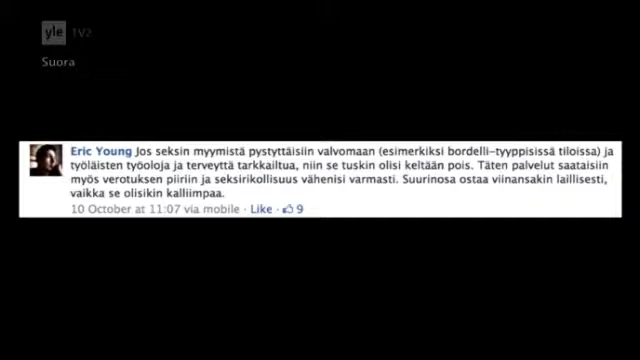 yle TV2
Suora
Eric Young Jos seksin myymistä pystyttäisiin valvomaan (esimerkiksi bordelli-tyyppisissä tiloissa) ja
työläisten työoloja ja terveyttä tarkkailtua, niin se tuskin olisi keltään pois. Täten palvelut saataisiin
myös verotuksen piiriin ja seksirikollisuus vähenisi varmasti. Suurinosa ostaa viinansakin laillisesti,
vaikka se olisikin kalliimpaa.
10 October at 11:07 via mobile · Like · 9